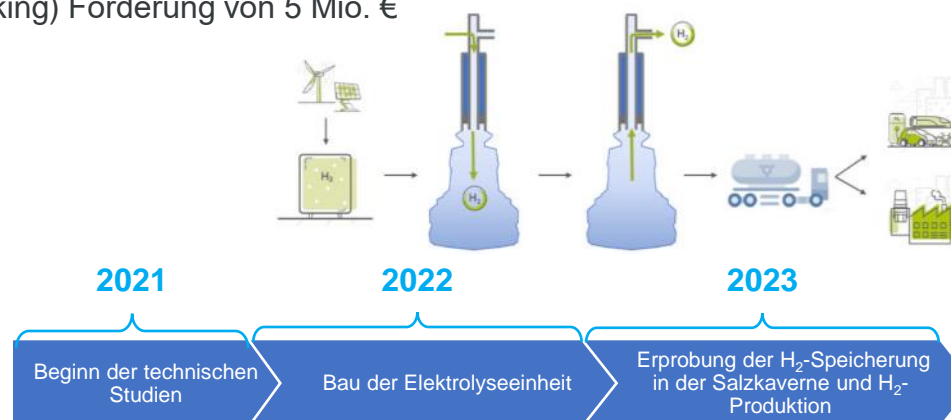 king) Förderung von 5 Mio. €
H₂
H₂
H₂
2021
2022
2023
Beginn der technischen
Studien
Bau der Elektrolyseeinheit
Erprobung der H₂-Speicherung
in der Salzkaverne und H₂-
Produktion